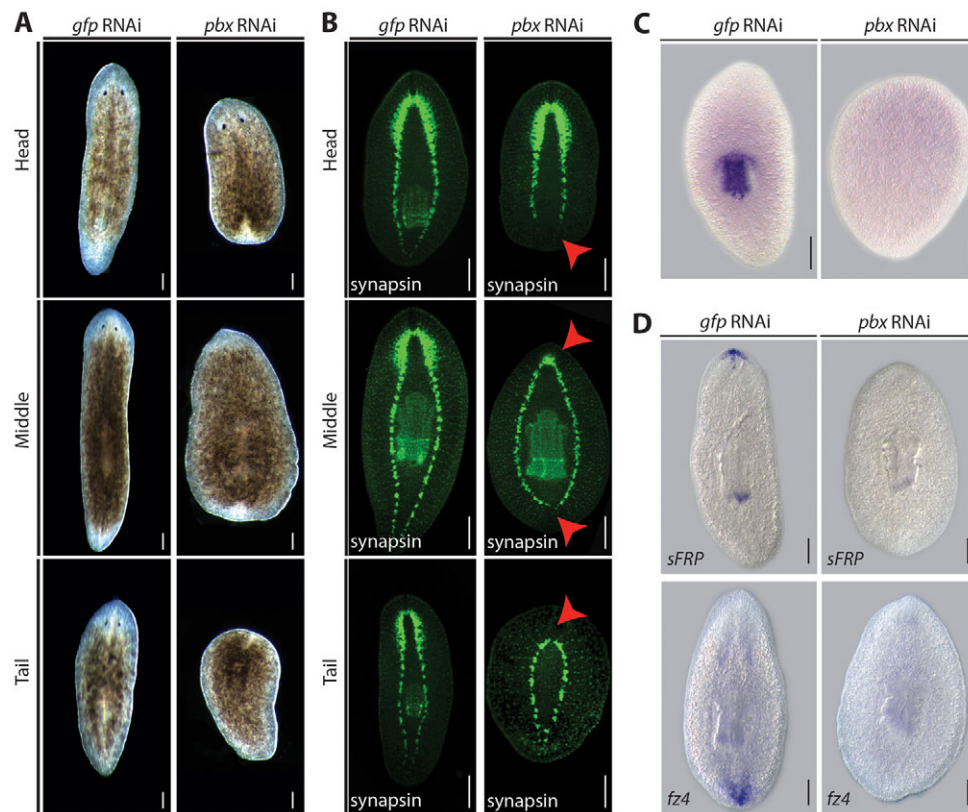 A
gfp RNAi
pbx RNAi
Head
Middle
Tail
B
gfp RNAi
pbx RNAi
Head
synapsin
synapsin
Middle
synapsin
synapsin
Tail
synapsin
synapsin
C
gfp RNAi
pbx RNAi
D
gfp RNAi
pbx RNAi
sFRP
sFRP
fz4
fz4